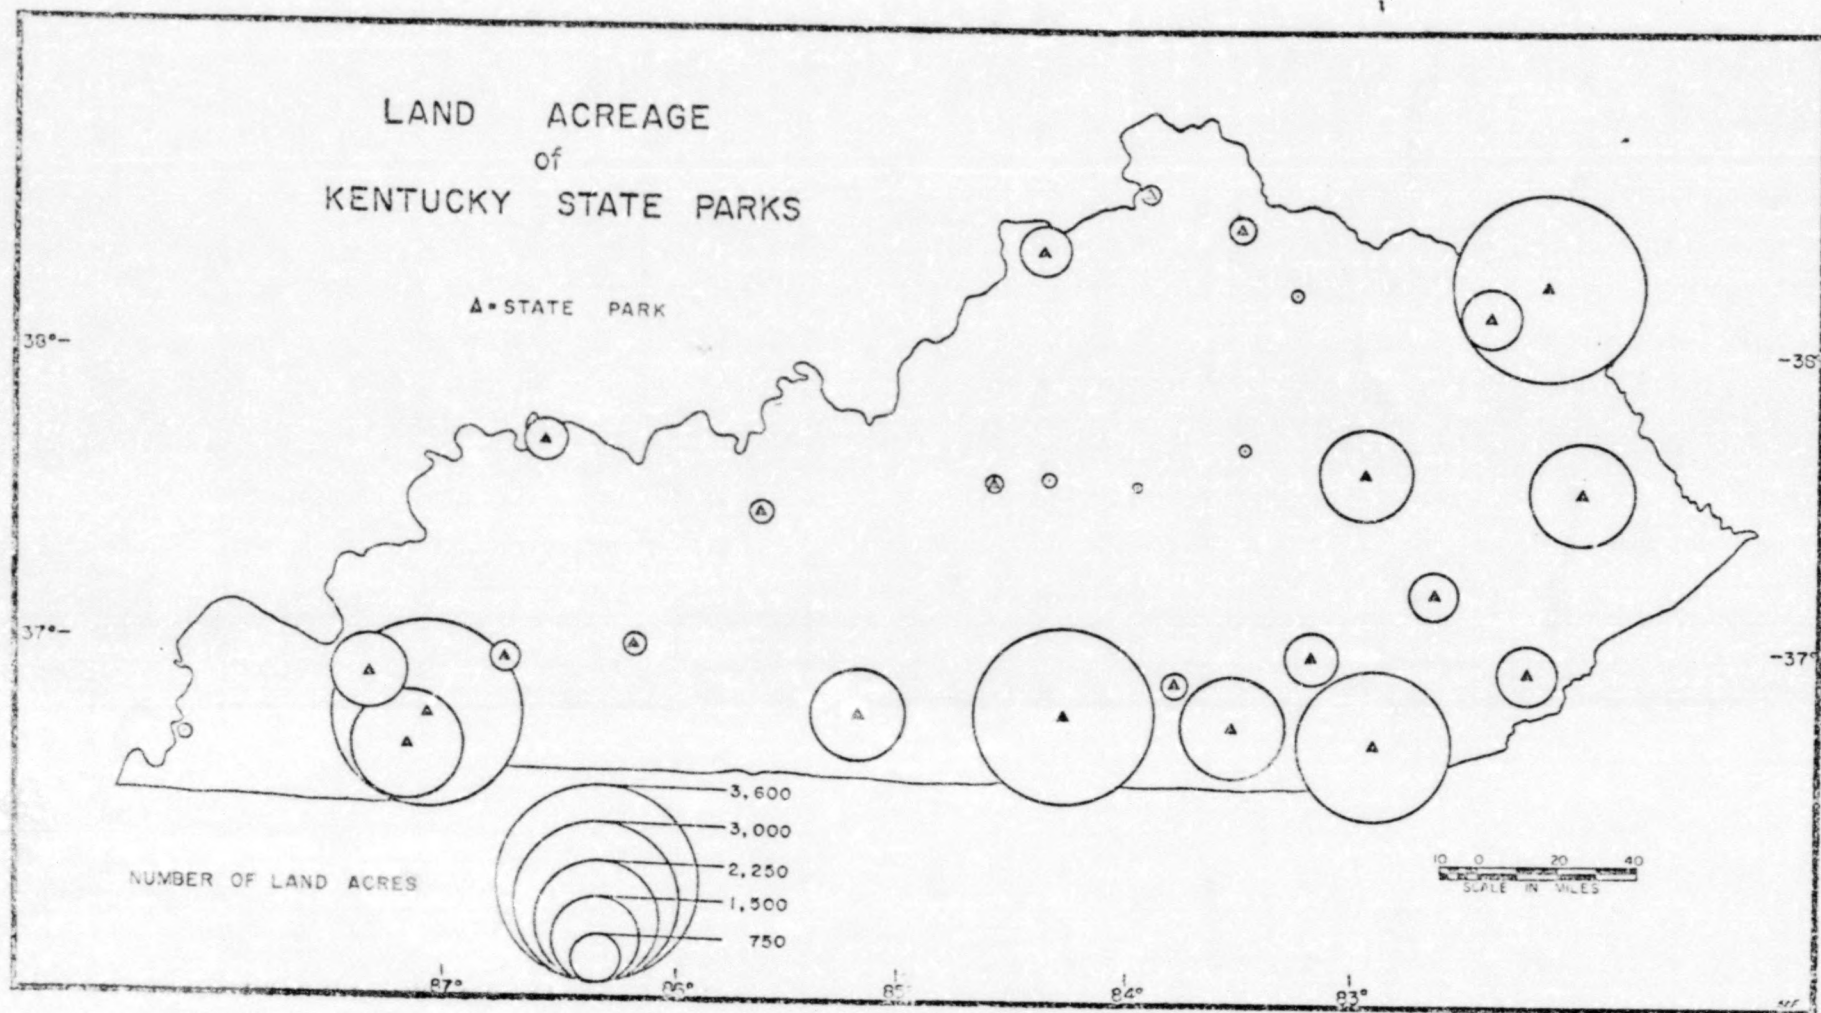 LAND ACREAGE
of
KENTUCKY STATE PARKS
= STATE PARK
38°
38°
37°
37°
3,600
3,000
2,250
1,500
750
NUMBER OF LAND ACRES
10 0 20 40
SCALE IN MILES
87° 86° 85° 84° 83°